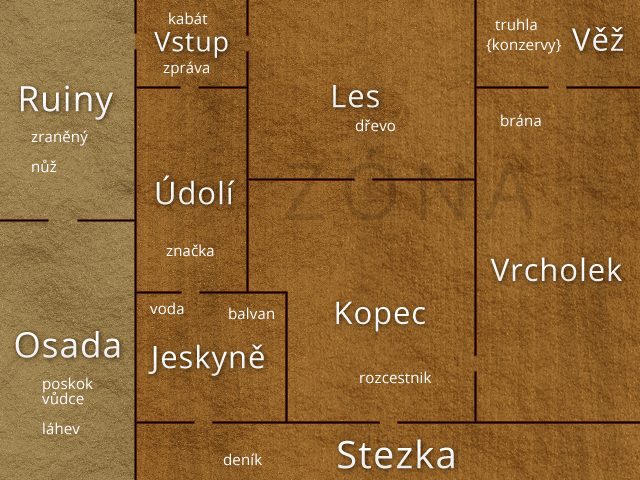 kabát
Vstup
zpráva
truhla
{konzervy}
Věž
Ruiny
zraněný
nůž
Les
dřevo
brána
ZÓNA
Údolí
značka
Vrcholek
voda
balvan
Jeskyně
Kopec
rozcestnik
Osada
poskok
vůdce
láhev
deník
Stezka